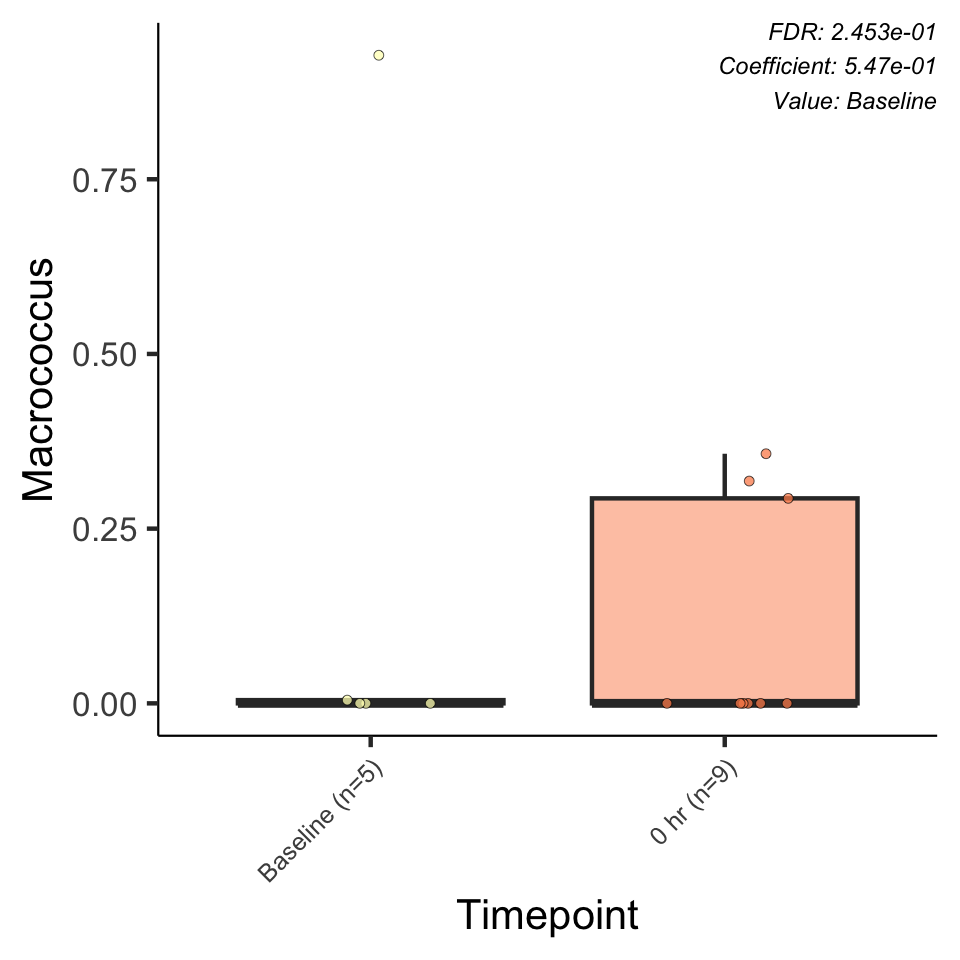 FDR: 2.453e-01
Coefficient: 5.47e-01
Value: Baseline
Macrococcus
0.75
0.50
0.25
0.00
Baseline (n=5)
0 hr (n=9)
Timepoint